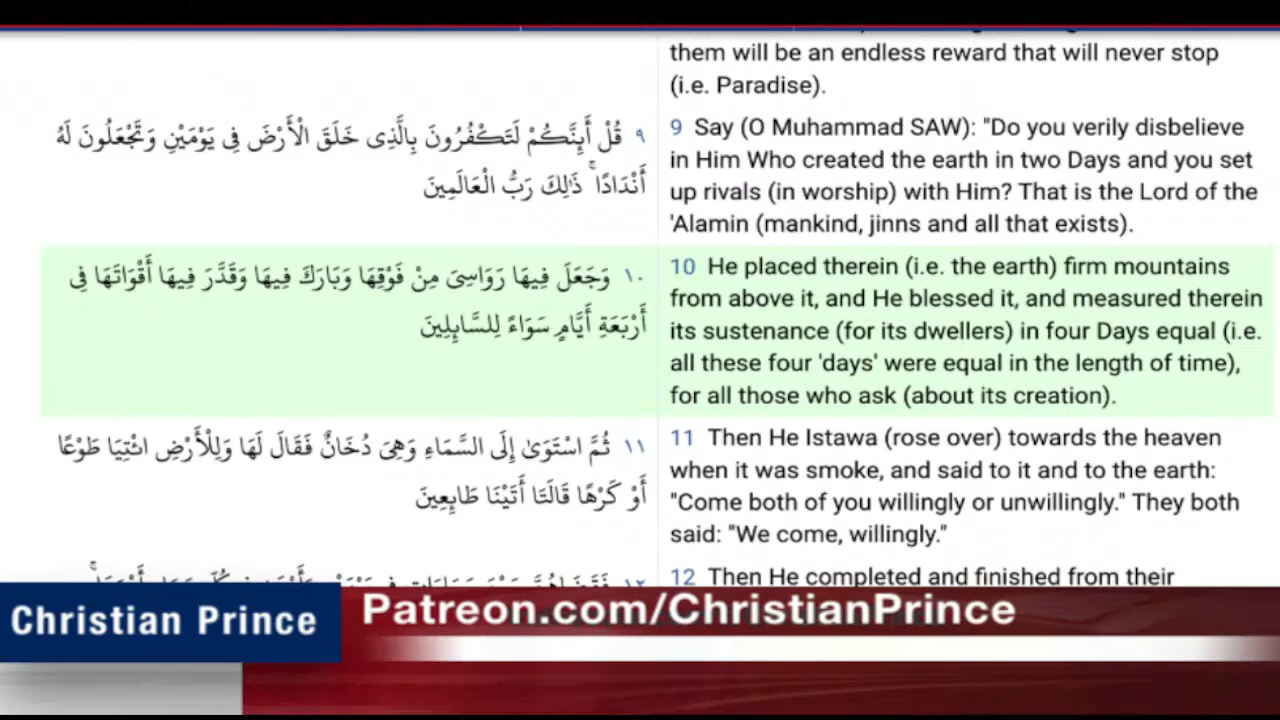 them will be an endless reward that will never stop
(i.e. Paradise).
٩ قُلْ أَئِنَّكُمْ لَتَكْفُرُونَ بِالَّذِى خَلَقَ الْأَرْضَ فِى يَوْمَيْنِ وَتَجْعَلُونَ لَهُ
أَنْدَادًا ۚ ذَٰلِكَ رَبُّ الْعَالَمِينَ
9 Say (O Muhammad SAW): "Do you verily disbelieve
in Him Who created the earth in two Days and you set
up rivals (in worship) with Him? That is the Lord of the
'Alamin (mankind, jinns and all that exists).
١٠ وَجَعَلَ فِيهَا رَوَاسِىَ مِنْ فَوْقِهَا وَبَارَكَ فِيهَا وَقَدَّرَ فِيهَا أَقْوَاتَهَا فِى
أَرْبَعَةِ أَيَّامٍ سَوَاءً لِلسَّائِلِينَ
10 He placed therein (i.e. the earth) firm mountains
from above it, and He blessed it, and measured therein
its sustenance (for its dwellers) in four Days equal (i.e.
all these four 'days' were equal in the length of time),
for all those who ask (about its creation).
١١ ثُمَّ اسْتَوَىٰ إِلَى السَّمَاءِ وَهِىَ دُخَانٌ فَقَالَ لَهَا وَلِلْأَرْضِ ائْتِيَا طَوْعًا
أَوْ كَرْهًا قَالَتَا أَتَيْنَا طَائِعِينَ
11 Then He Istawa (rose over) towards the heaven
when it was smoke, and said to it and to the earth:
"Come both of you willingly or unwillingly." They both
said: "We come, willingly."
12 Then He completed and finished from their
Christian Prince
Patreon.com/ChristianPrince